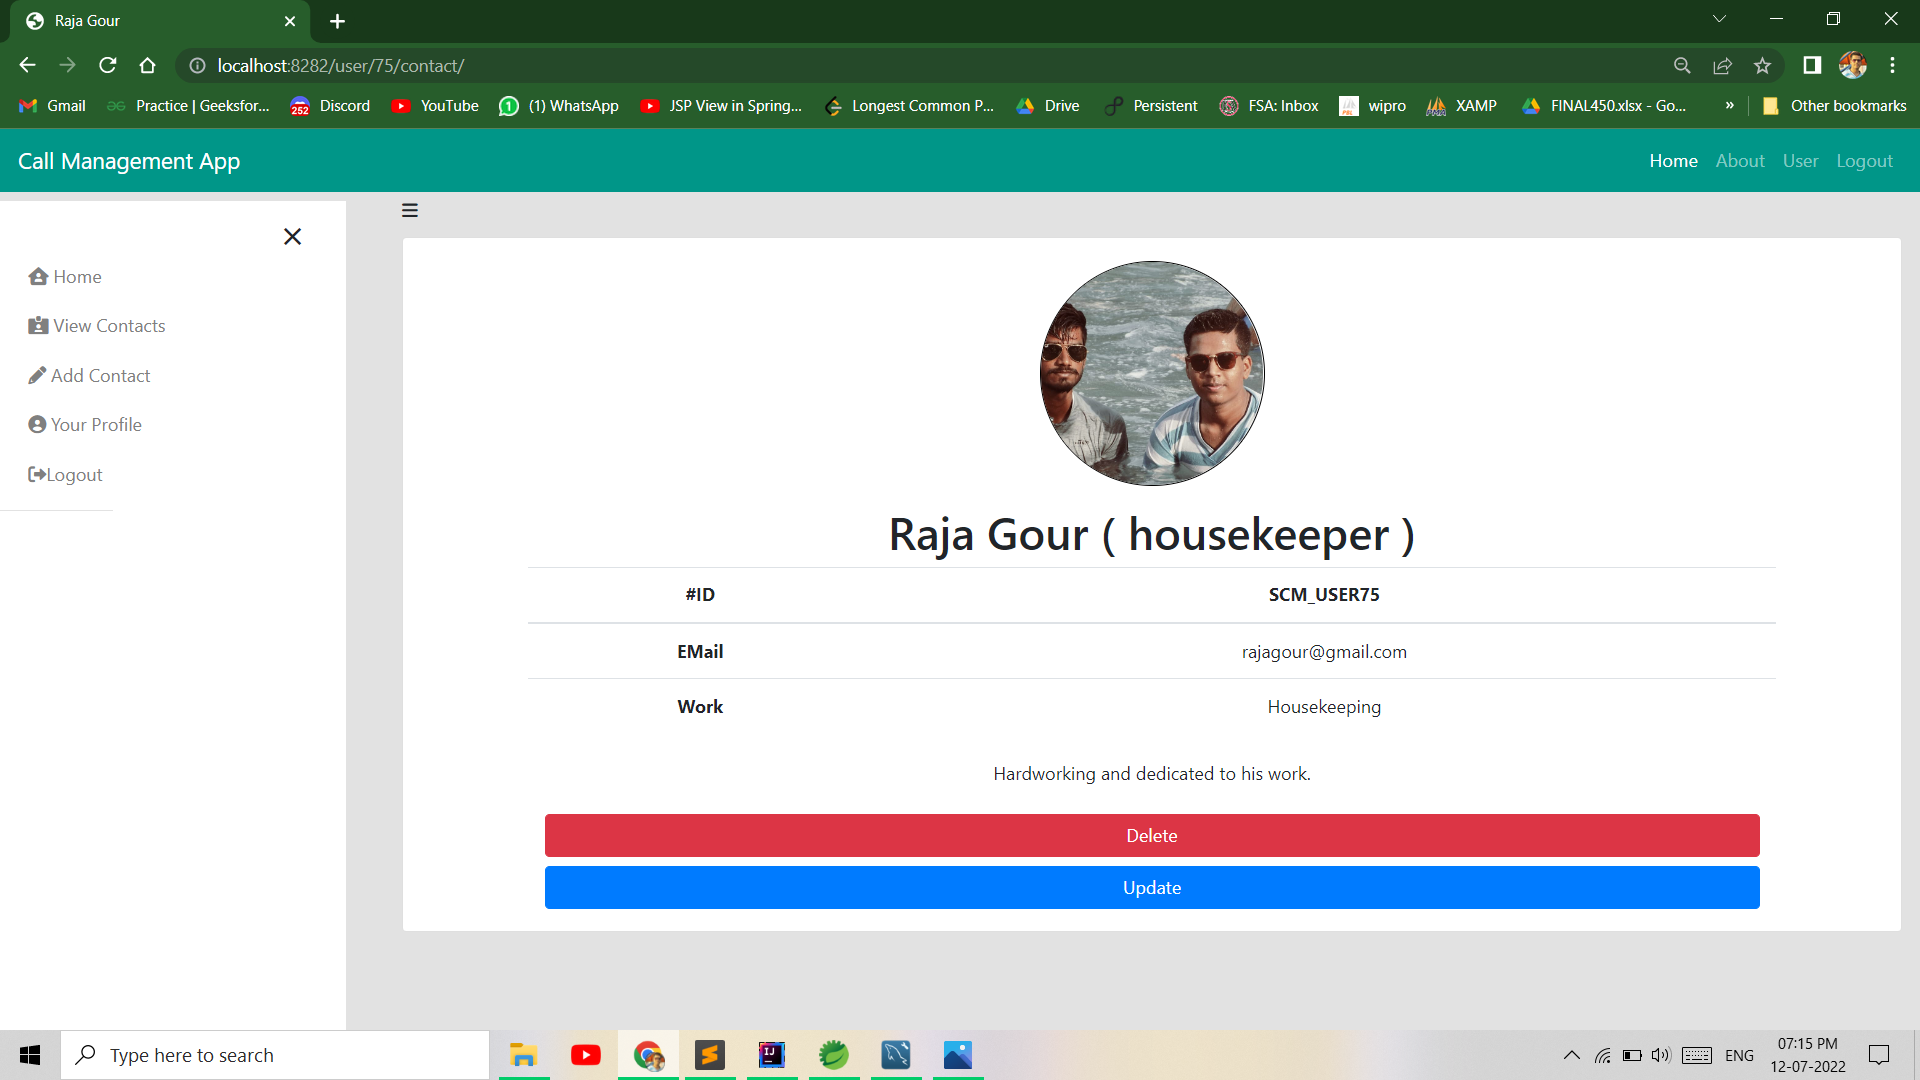 Raja Gour
localhost:8282/user/75/contact/
Gmail Practice | Geeksfor... 252 Discord YouTube 1 (1) WhatsApp JSP View in Spring... Longest Common P... Drive Persistent FSA: Inbox wipro XAMP FINAL450.xlsx - Go... » Other bookmarks
Call Management App Home About User Logout
Home
View Contacts
Add Contact
Your Profile
Logout
Raja Gour ( housekeeper )
#ID SCM_USER75
EMail rajagour@gmail.com
Work Housekeeping
Hardworking and dedicated to his work.
Delete
Update
Type here to search
IJ
ENG
07:15 PM
12-07-2022